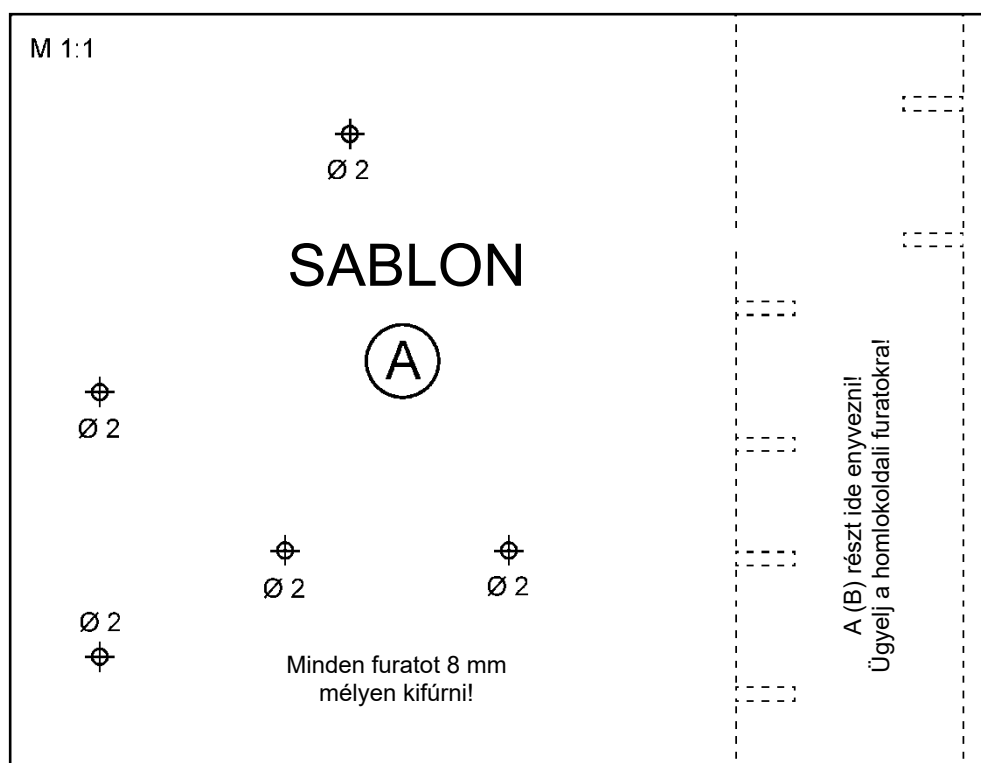 M 1:1
Ø 2
SABLON
A
Ø 2
Ø 2
Ø 2
Ø 2
Minden furatot 8 mm
mélyen kifúrni!
A (B) részt ide enyvezni!
Ügyelj a homlokoldali furatokra!